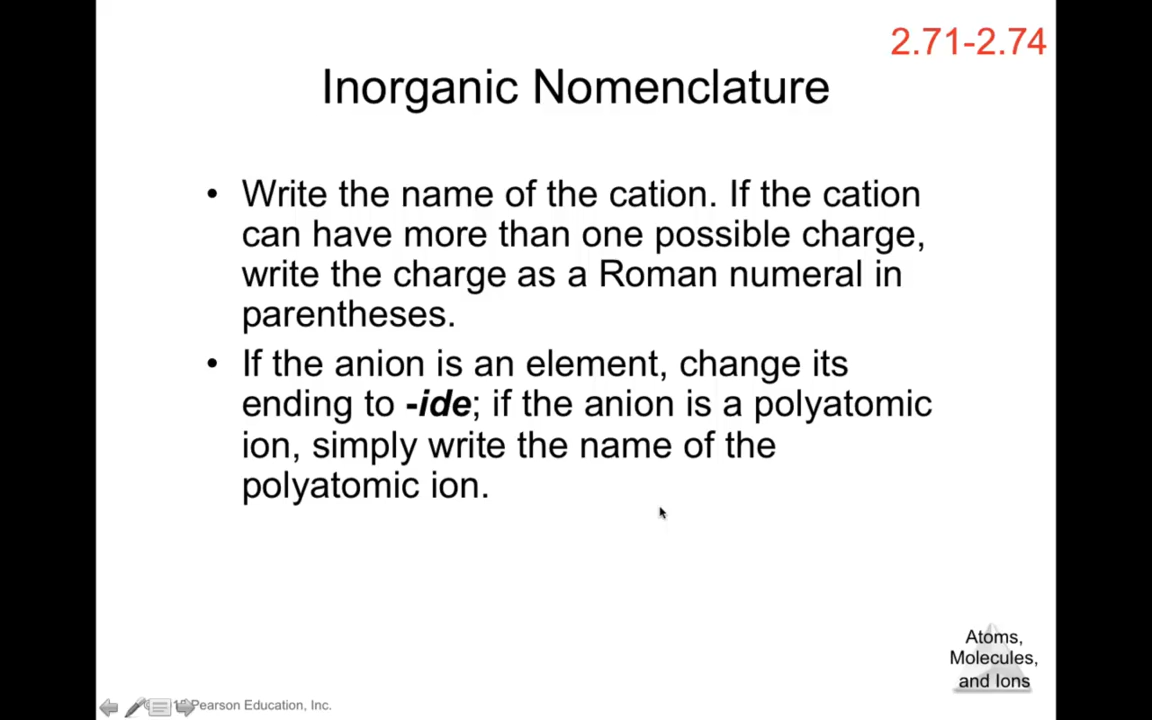 2.71-2.74
Inorganic Nomenclature
• Write the name of the cation. If the cation
can have more than one possible charge,
write the charge as a Roman numeral in
parentheses.
• If the anion is an element, change its
ending to -ide; if the anion is a polyatomic
ion, simply write the name of the
polyatomic ion.
Atoms,
Molecules,
and Ions
Pearson Education, Inc.